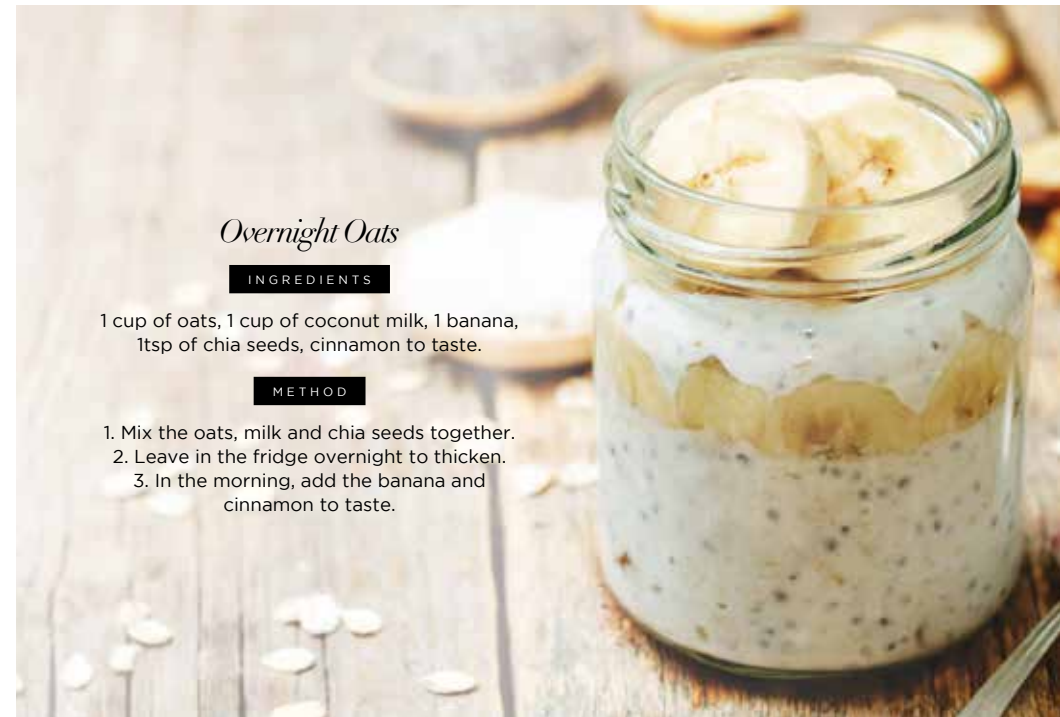 Overnight Oats
INGREDIENTS
1 cup of oats, 1 cup of coconut milk, 1 banana,
1tsp of chia seeds, cinnamon to taste.
METHOD
1. Mix the oats, milk and chia seeds together.
2. Leave in the fridge overnight to thicken.
3. In the morning, add the banana and
cinnamon to taste.